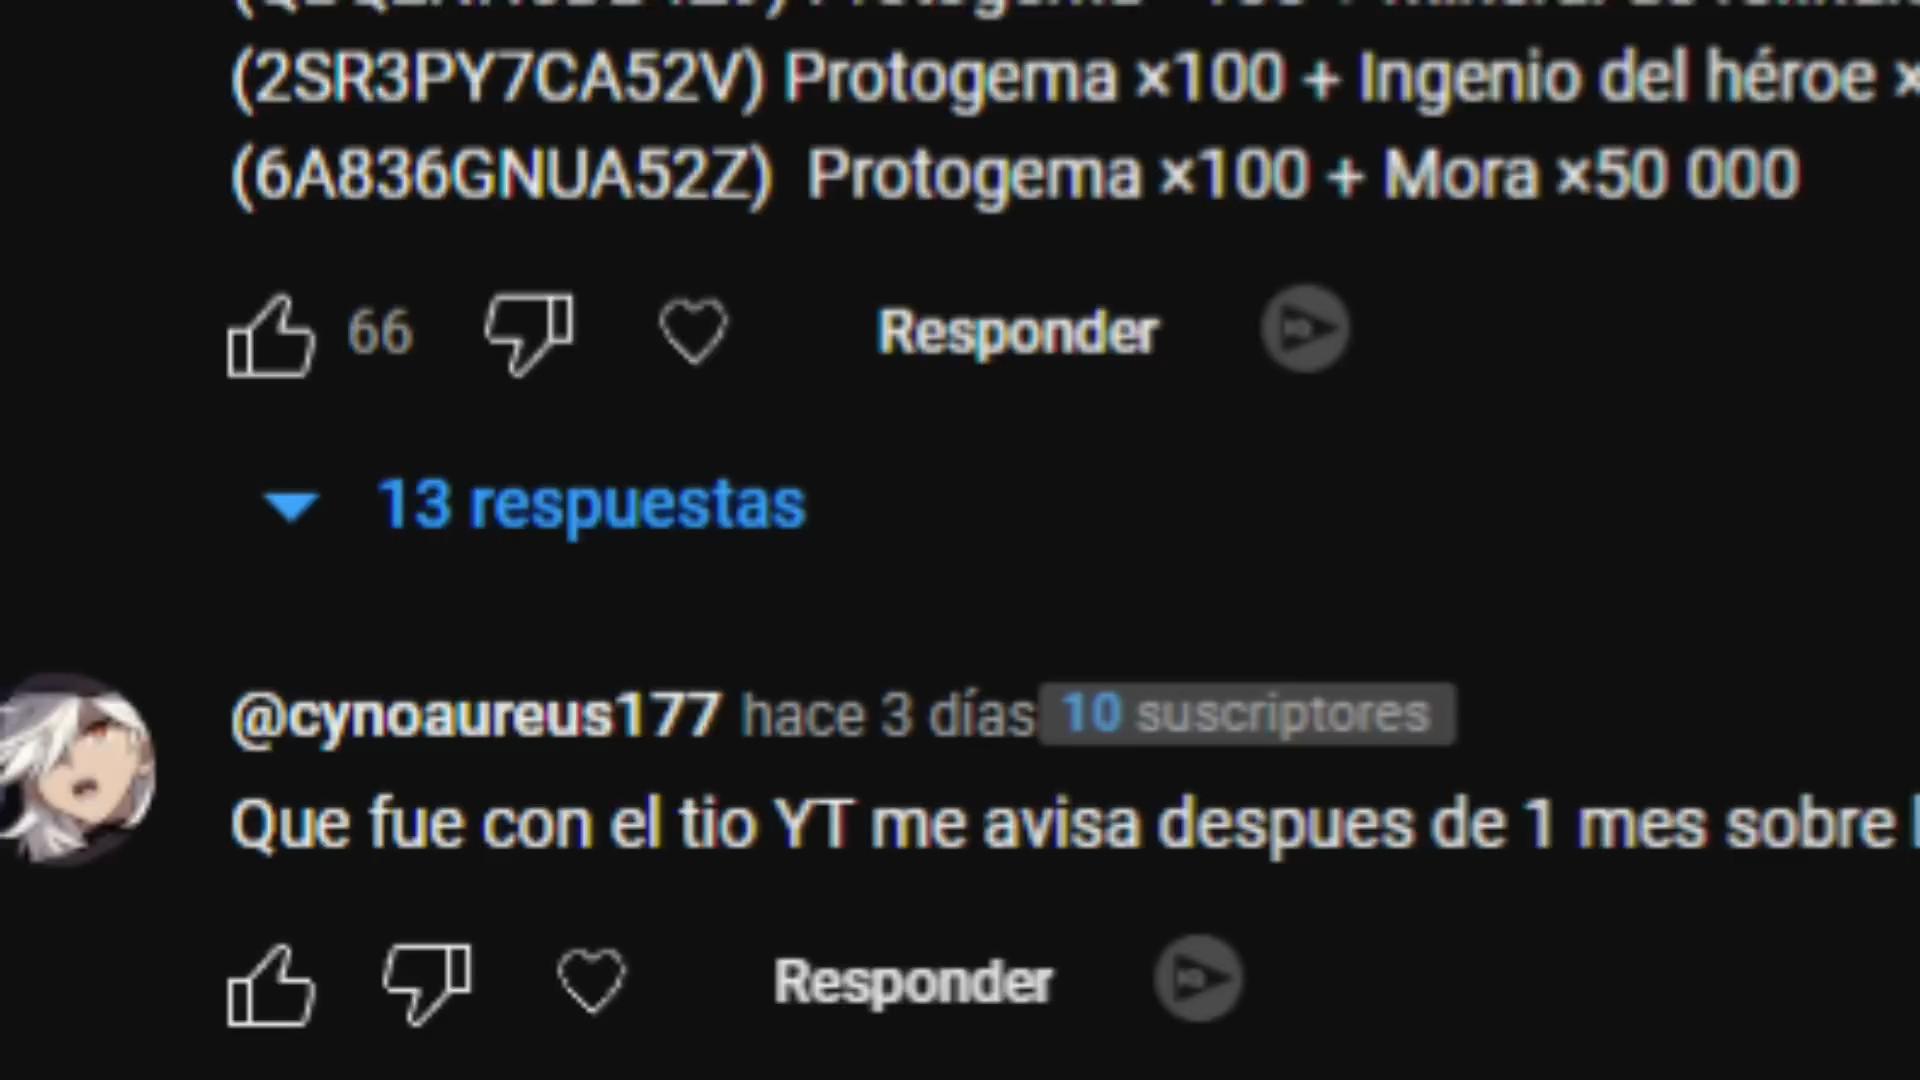 (2SR3PY7CA52V) Protogema ×100 + Ingenio del héroe ×
(6A836GNUA52Z) Protogema ×100 + Mora ×50 000
66
Responder
13 respuestas
@cynoaureus177 hace 3 días 10 suscriptores
Que fue con el tio YT me avisa despues de 1 mes sobre
Responder